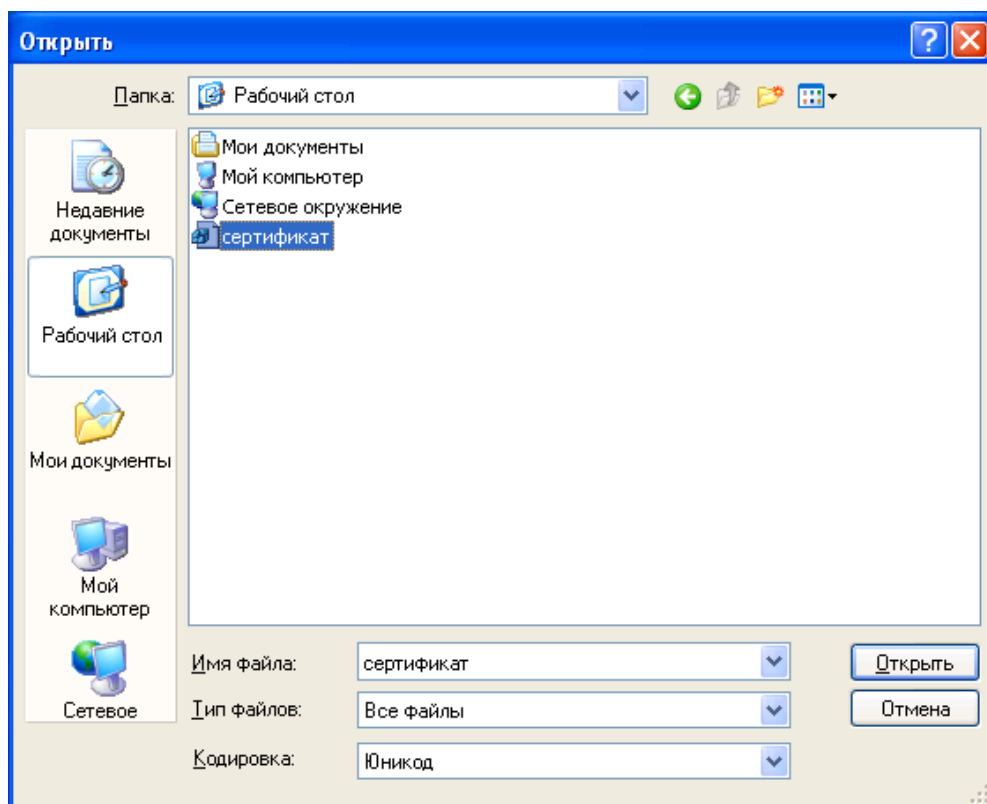 Открыть
Папка:
Рабочий стол
Мои документы
Мой компьютер
Сетевое окружение
сертификат
Недавние
документы
Рабочий стол
Мои документы
Мой
компьютер
Сетевое
Имя файла:
сертификат
Открыть
Тип файлов:
Все файлы
Отмена
Кодировка:
Юникод